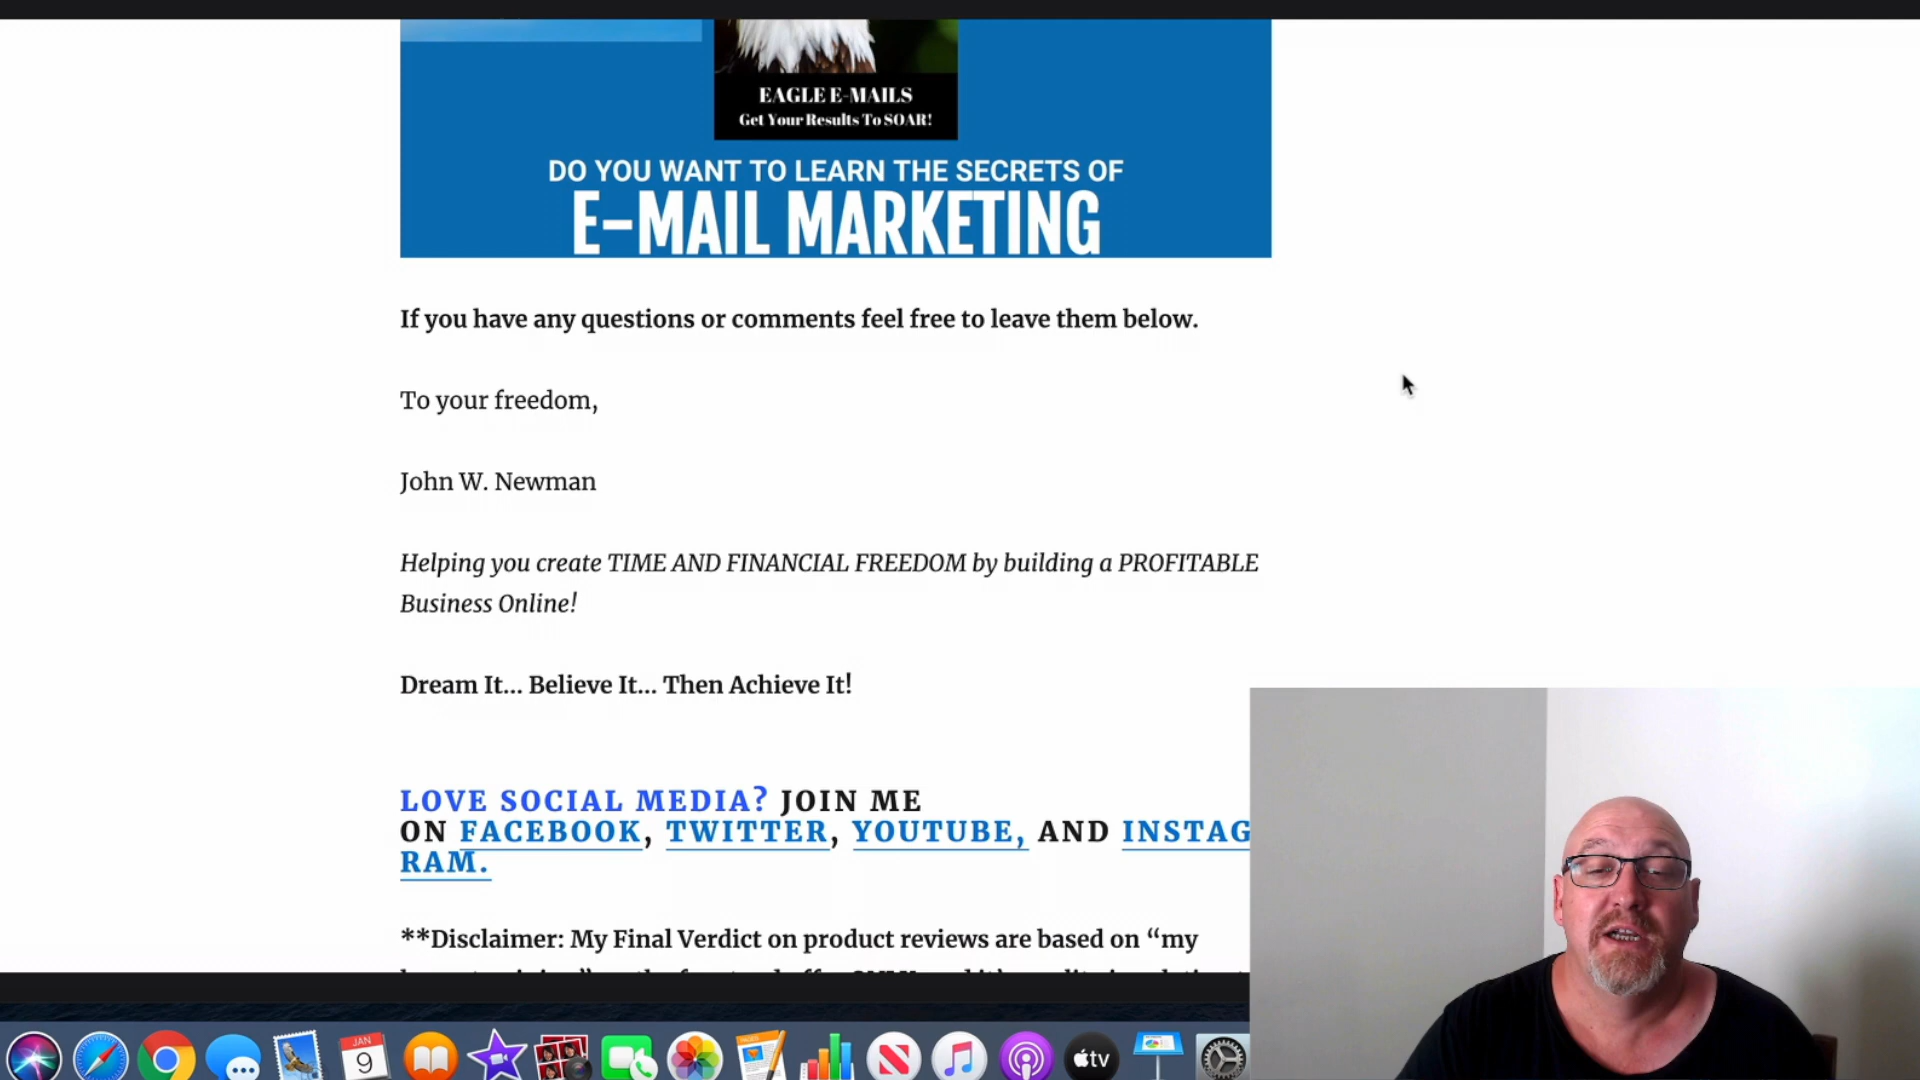 EAGLE E-MAILS
Get Your Results To SOAR!
DO YOU WANT TO LEARN THE SECRETS OF
E-MAIL MARKETING
If you have any questions or comments feel free to leave them below.
To your freedom,
John W. Newman
Helping you create TIME AND FINANCIAL FREEDOM by building a PROFITABLE
Business Online!
Dream It... Believe It... Then Achieve It!
LOVE SOCIAL MEDIA? JOIN ME
ON FACEBOOK, TWITTER, YOUTUBE, AND INSTAG
RAM.
**Disclaimer: My Final Verdict on product reviews are based on “my
JAN
9
PAGES
tv